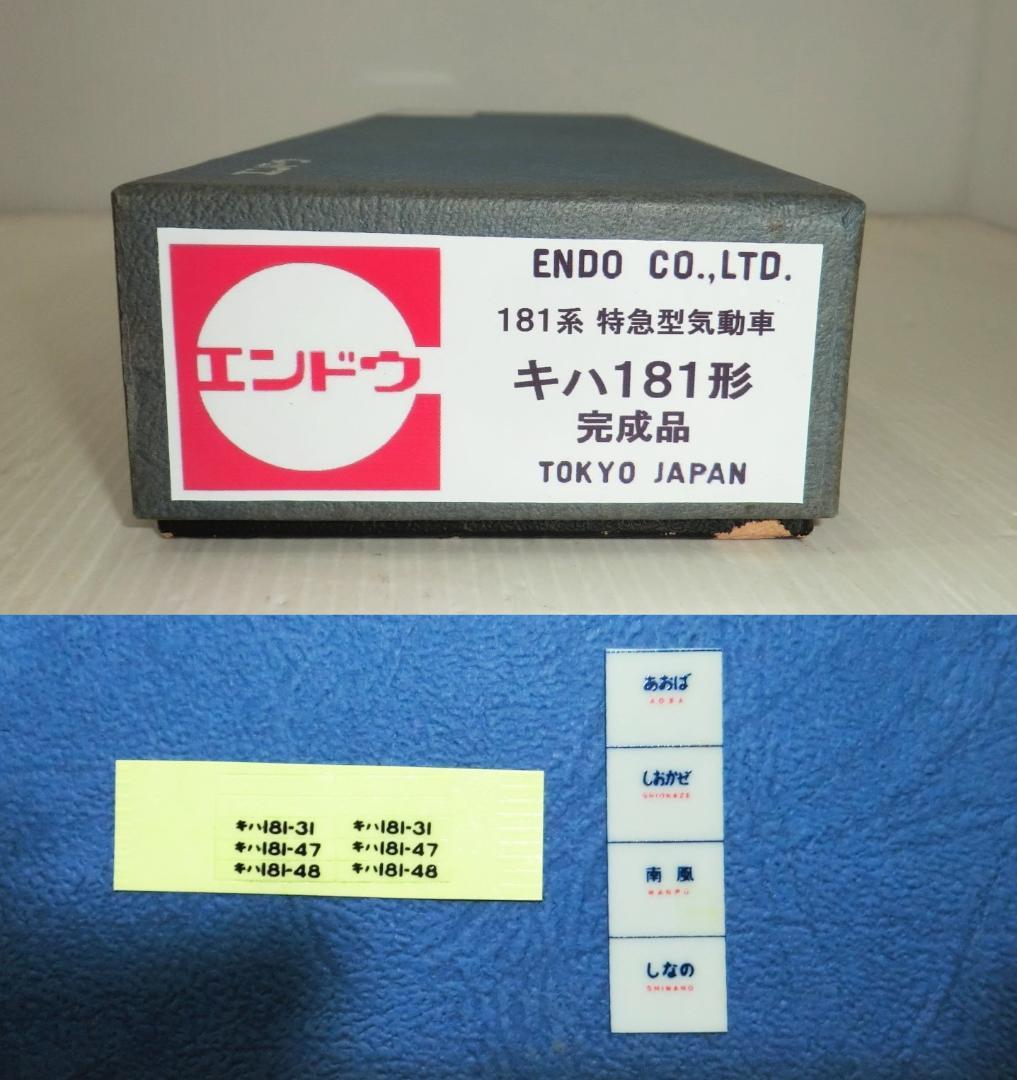 エンドウ
ENDO CO.,LTD.
181系 特急型気動車
キハ181形
完成品
TOKYO JAPAN
キハ181-31 キハ181-31
キハ181-47 キハ181-47
キハ181-48 キハ181-48
あおば
AOBA
しおかぜ
SHIOKAZE
南風
NANPU
しなの
SHINANO